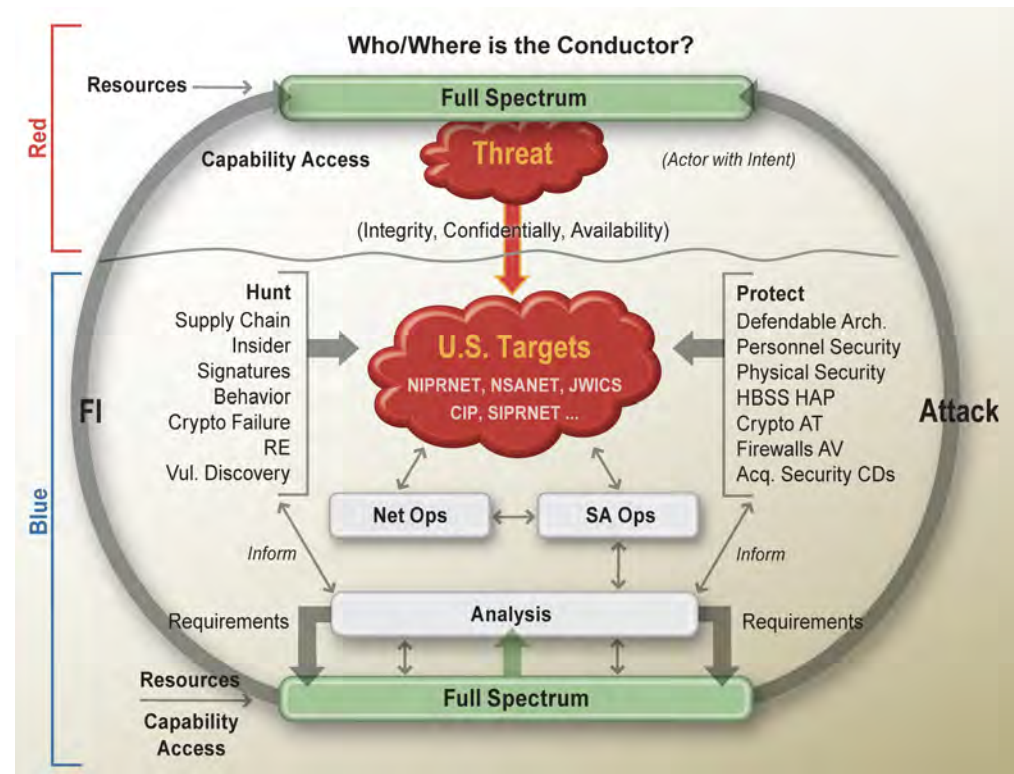 Who/Where is the Conductor?
Resources
Full Spectrum
Red
Capability Access
Threat
(Actor with Intent)
(Integrity, Confidentially, Availability)
Hunt
Supply Chain
Insider
Signatures
Behavior
Crypto Failure
RE
Vul. Discovery
U.S. Targets
NIPRNET, NSANET, JWICS
CIP, SIPRNET ...
Protect
Defendable Arch.
Personnel Security
Physical Security
HBSS HAP
Crypto AT
Firewalls AV
Acq. Security CDs
FI
Attack
Blue
Net Ops
SA Ops
Inform
Inform
Requirements
Analysis
Requirements
Resources
Capability
Access
Full Spectrum